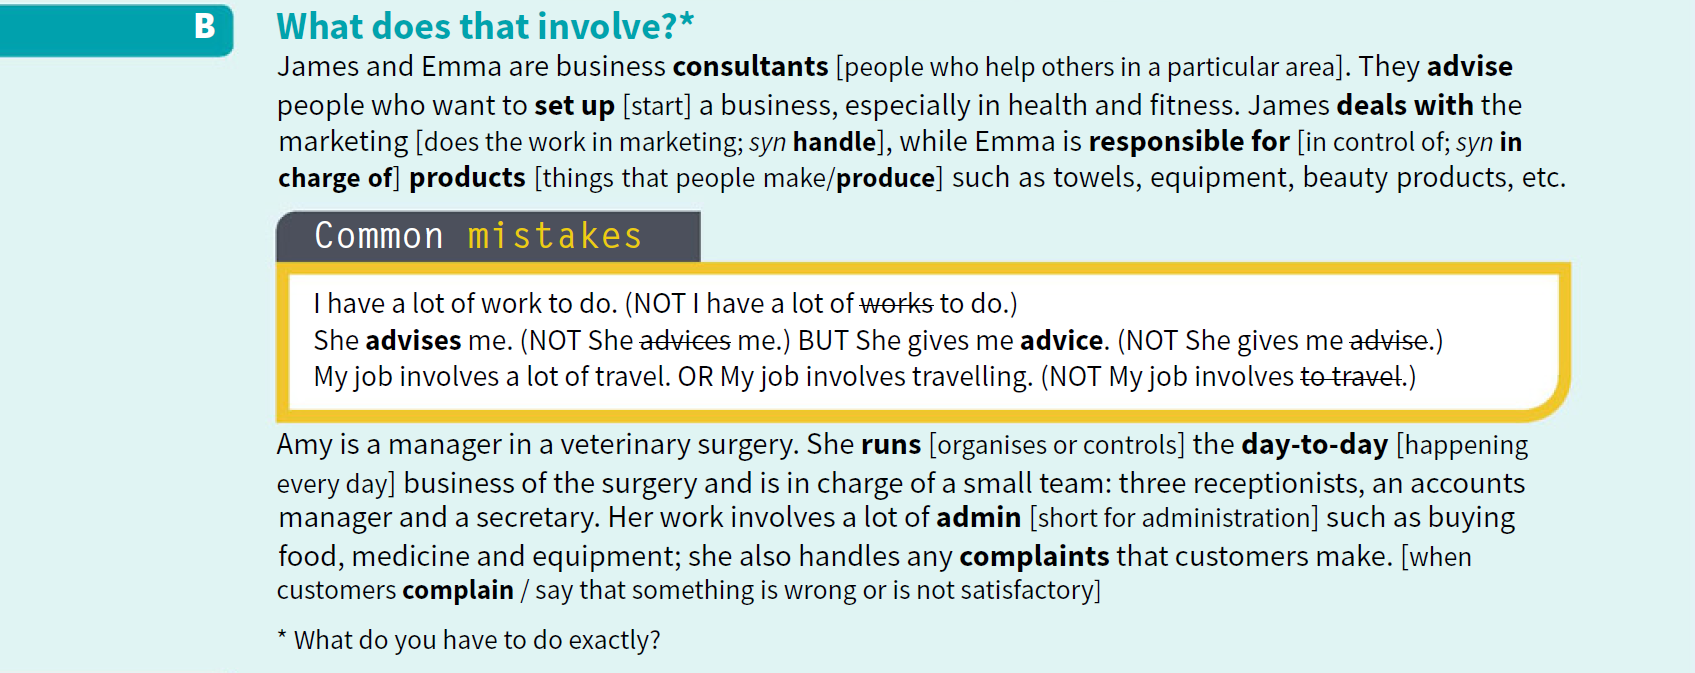 B
What does that involve?*
James and Emma are business consultants [people who help others in a particular area]. They advise
people who want to set up [start] a business, especially in health and fitness. James deals with the
marketing [does the work in marketing; syn handle], while Emma is responsible for [in control of; syn in
charge of] products [things that people make/produce] such as towels, equipment, beauty products, etc.
Common mistakes
I have a lot of work to do. (NOT I have a lot of works to do.)
She advises me. (NOT She advices me.) BUT She gives me advice. (NOT She gives me advise.)
My job involves a lot of travel. OR My job involves travelling. (NOT My job involves to travel.)
Amy is a manager in a veterinary surgery. She runs [organises or controls] the day-to-day [happening
every day] business of the surgery and is in charge of a small team: three receptionists, an accounts
manager and a secretary. Her work involves a lot of admin [short for administration] such as buying
food, medicine and equipment; she also handles any complaints that customers make. [when
customers complain / say that something is wrong or is not satisfactory]
* What do you have to do exactly?